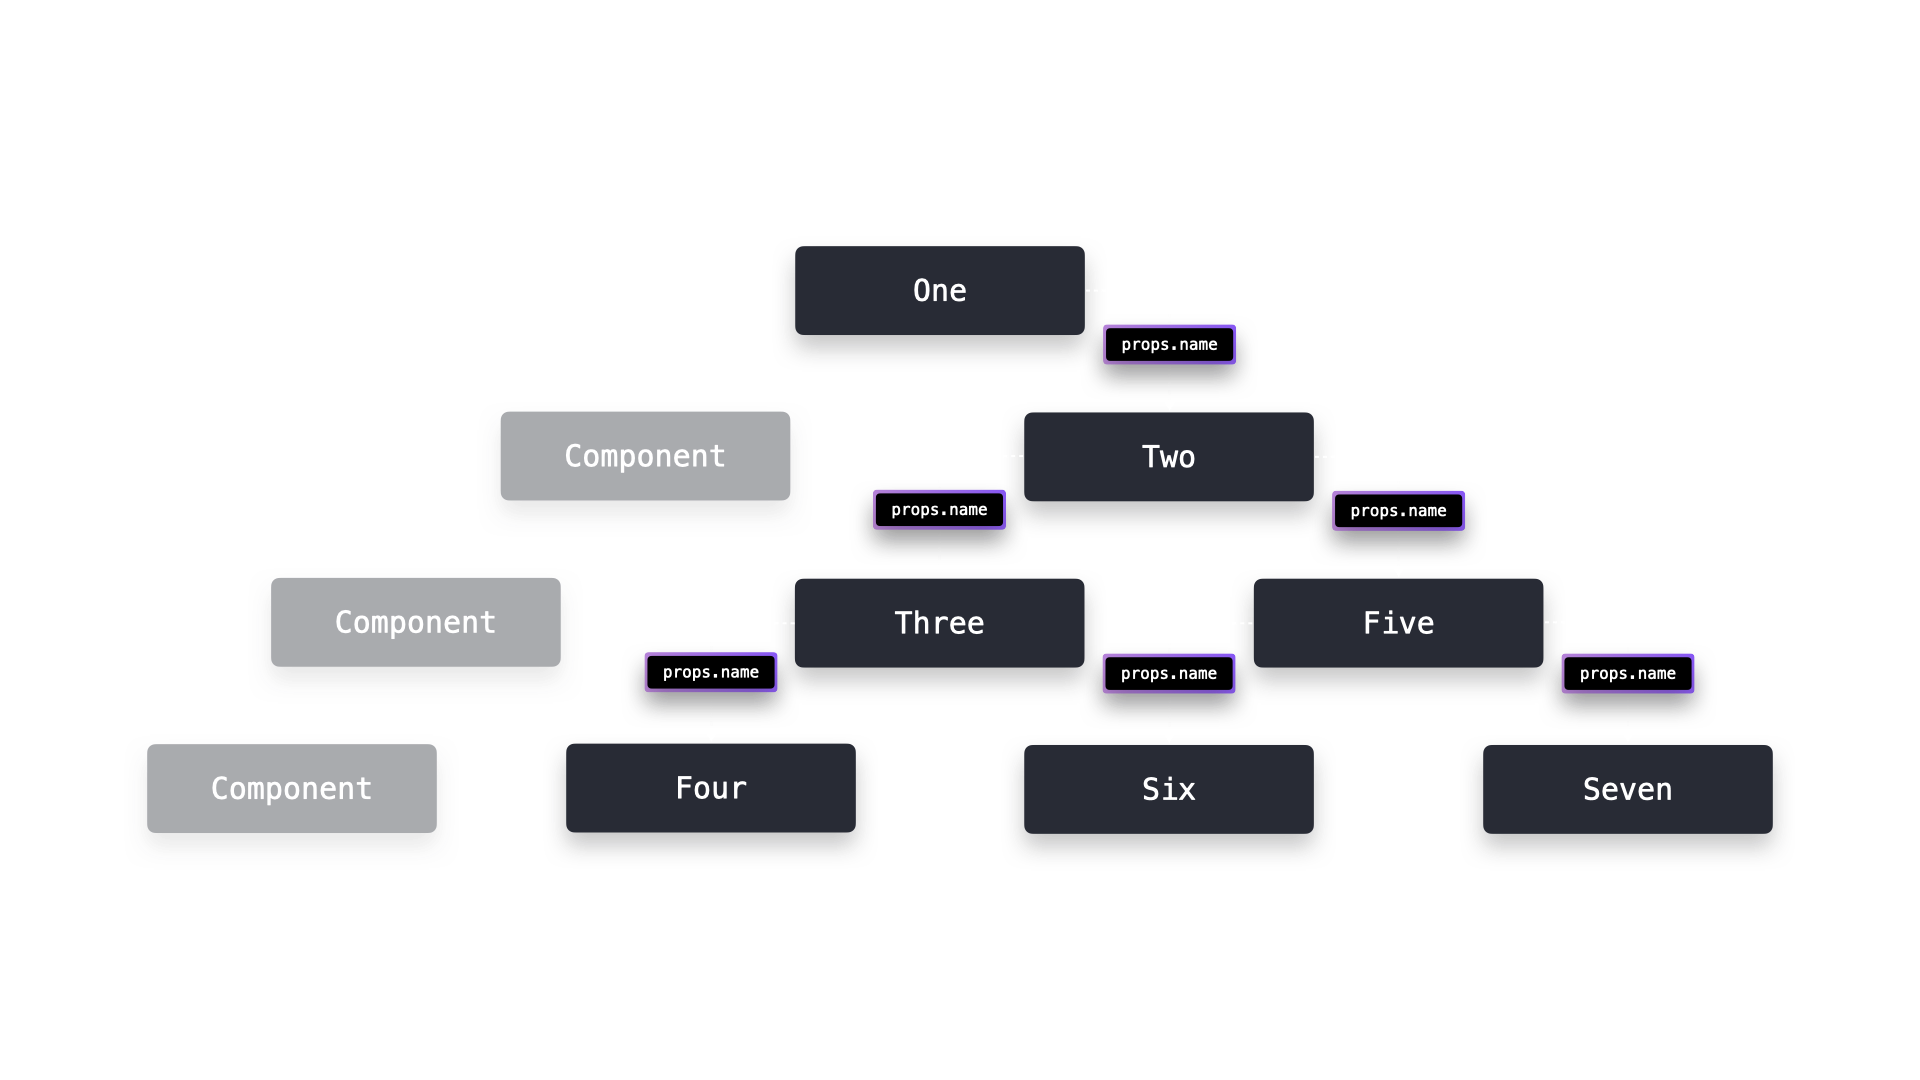 One
props.name
Component
Two
props.name
props.name
Component
Three
Five
props.name
props.name
props.name
Component
Four
Six
Seven